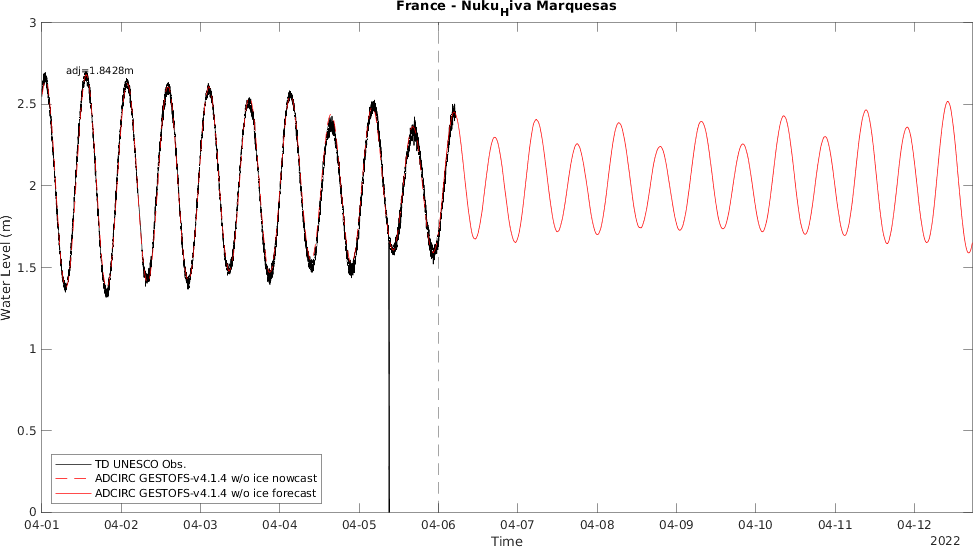 France - Nuku_Hiva Marquesas
adj=1.8428m
3
2.5
2
1.5
1
0.5
0
Water Level (m)
TD UNESCO Obs.
ADCIRC GESTOFS-v4.1.4 w/o ice nowcast
ADCIRC GESTOFS-v4.1.4 w/o ice forecast
04-01 04-02 04-03 04-04 04-05 04-06 04-07 04-08 04-09 04-10 04-11 04-12
Time
2022